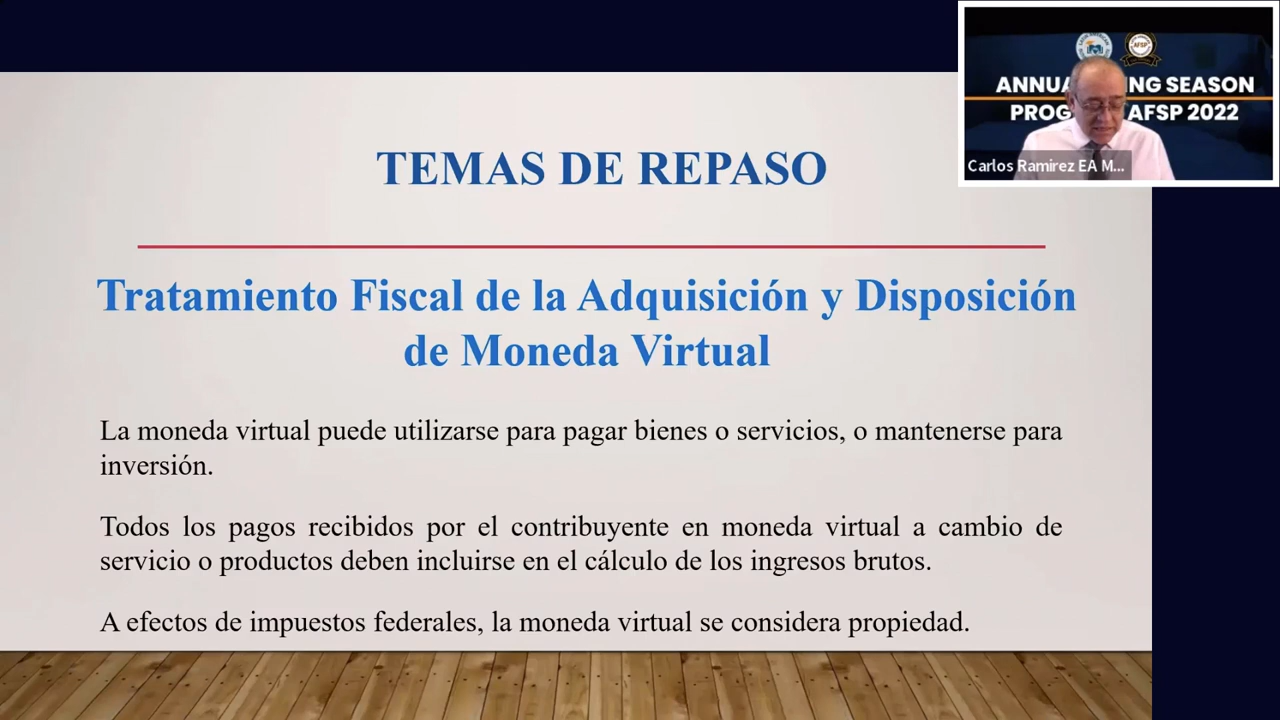 TEMAS DE REPASO
Tratamiento Fiscal de la Adquisición y Disposición
de Moneda Virtual
La moneda virtual puede utilizarse para pagar bienes o servicios, o mantenerse para
inversión.
Todos los pagos recibidos por el contribuyente en moneda virtual a cambio de
servicio o productos deben incluirse en el cálculo de los ingresos brutos.
A efectos de impuestos federales, la moneda virtual se considera propiedad.
AFSP
SEASON
AFSP 2022
Carlos Ramirez EA M...